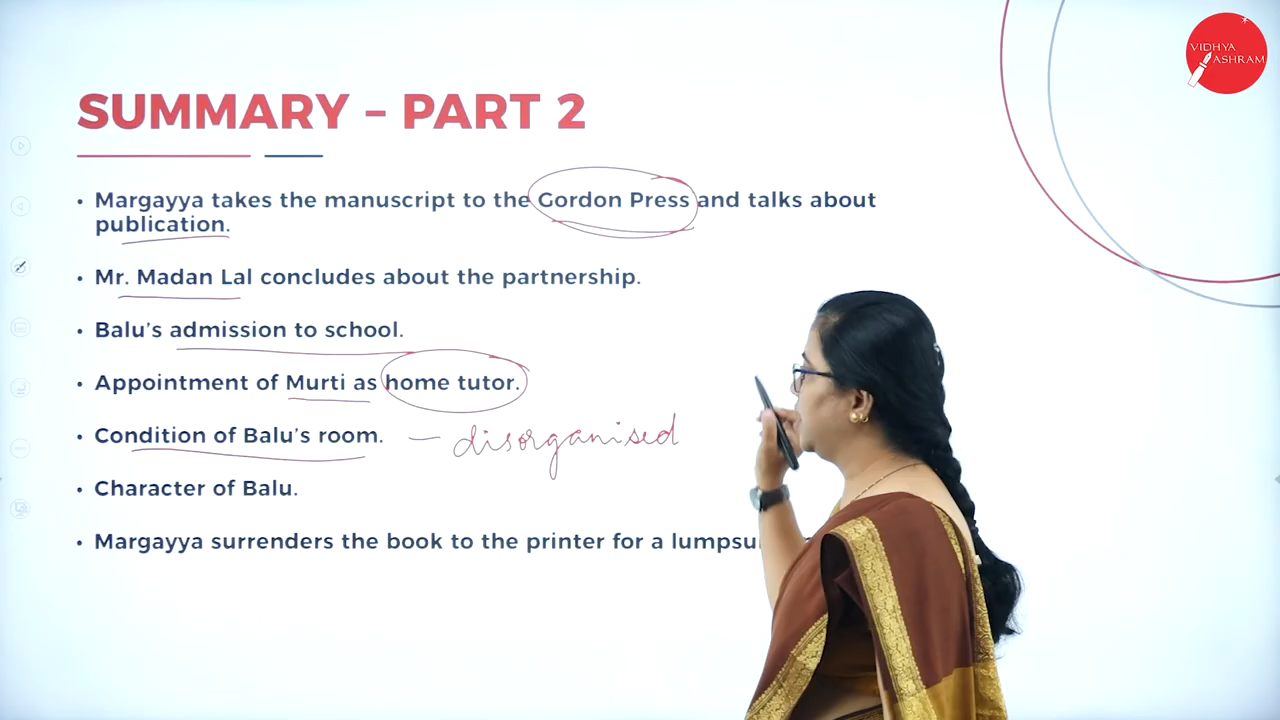 VIDHYA
ASHRAM
SUMMARY – PART 2
• Margayya takes the manuscript to the Gordon Press and talks about
publication.
• Mr. Madan Lal concludes about the partnership.
• Balu's admission to school.
• Appointment of Murti as home tutor.
• Condition of Balu's room. — disorganised
• Character of Balu.
• Margayya surrenders the book to the printer for a